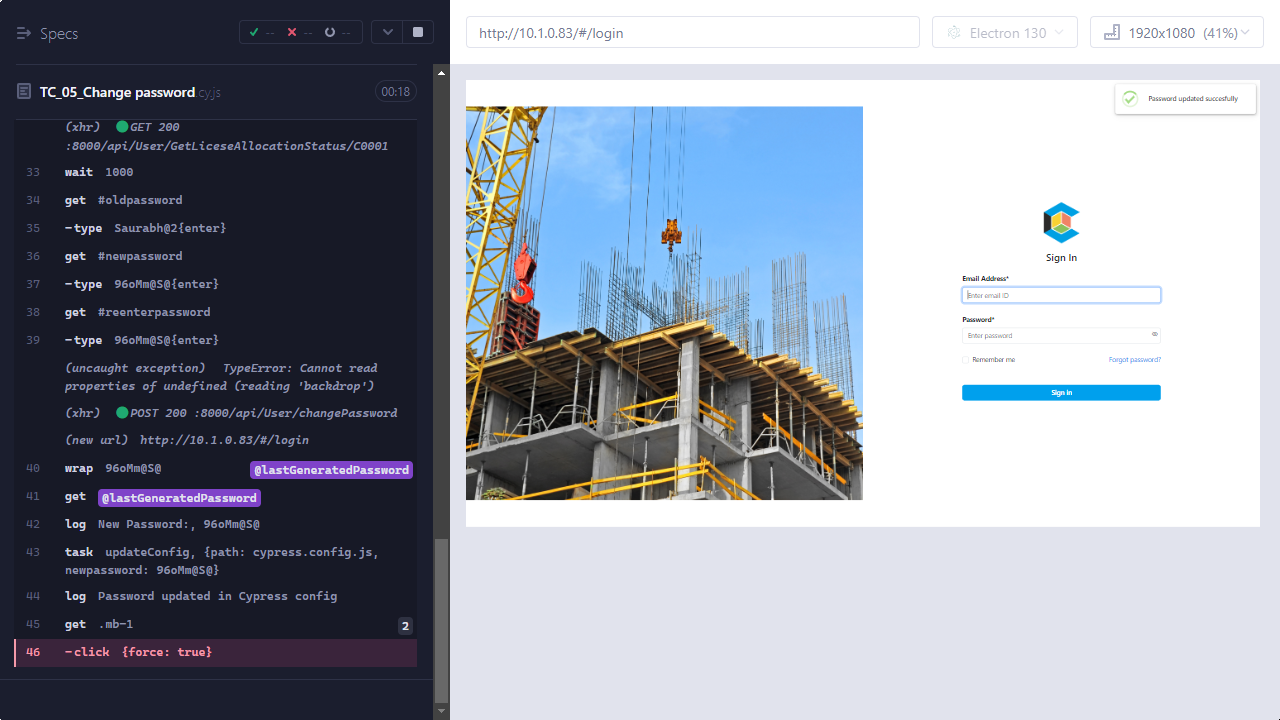 Specs
--
--
--
http://10.1.0.83/#/login
Electron 130
1920x1080 (41%)
TC_05_Change password.cy.js
00:18
(xhr) GET 200
:8000/api/User/GetLiceseAllocationStatus/C0001
33 wait 1000
34 get #oldpassword
35 -type Saurabh@2{enter}
36 get #newpassword
37 -type 96oMm@S@{enter}
38 get #reenterpassword
39 -type 96oMm@S@{enter}
(uncaught exception) TypeError: Cannot read
properties of undefined (reading 'backdrop')
(xhr) POST 200 :8000/api/User/changePassword
(new url) http://10.1.0.83/#/login
40 wrap 96oMm@S@ @lastGeneratedPassword
41 get @lastGeneratedPassword
42 log New Password:, 96oMm@S@
43 task updateConfig, {path: cypress.config.js,
newpassword: 96oMm@S@}
44 log Password updated in Cypress config
45 get .mb-1 2
46 -click {force: true}
Password updated succesfully
Sign In
Email Address*
Enter email ID
Password*
Enter password
Remember me
Forgot password?
Sign in